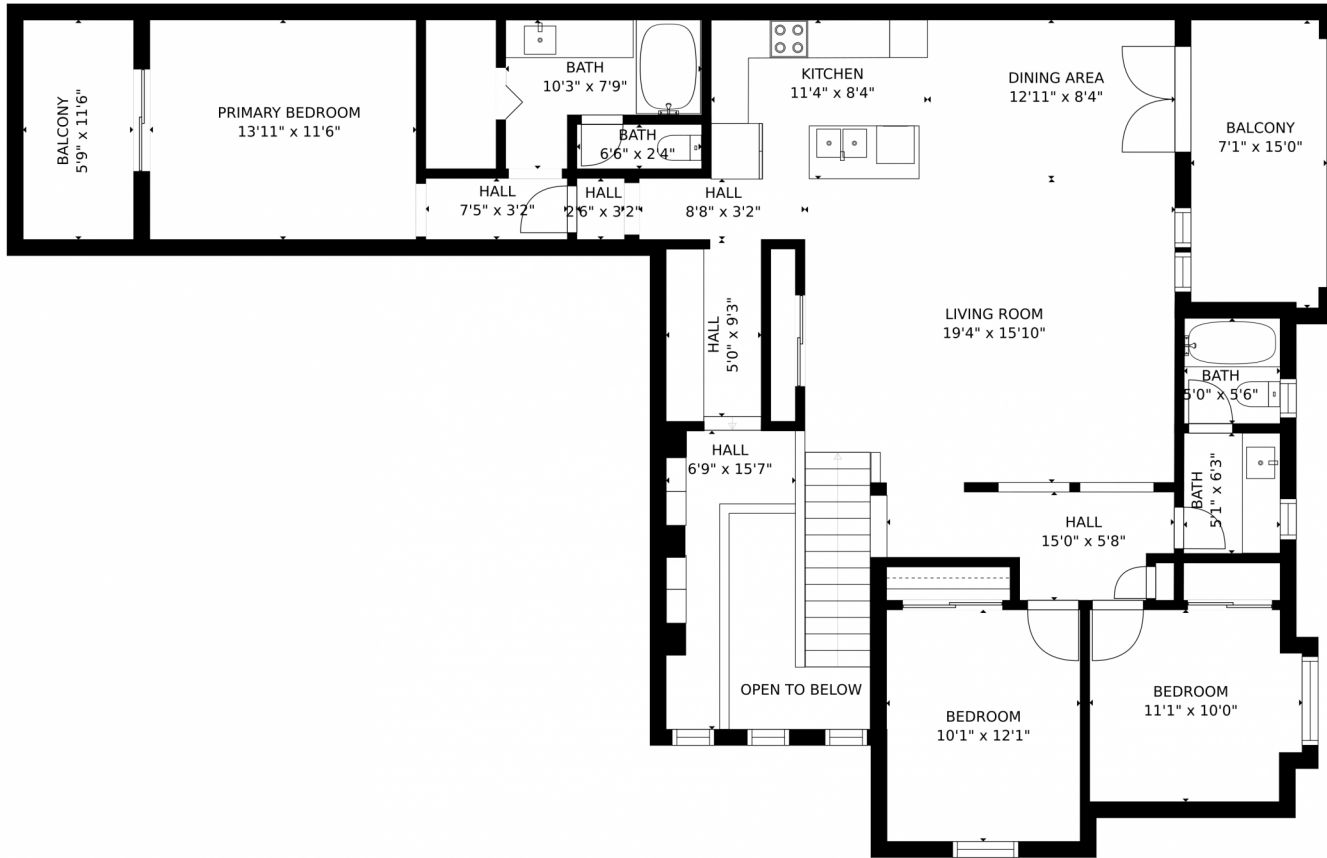 BATH
10'3" x 7'9"
KITCHEN
11'4" x 8'4"
DINING AREA
12'11" x 8'4"
BALCONY
5'9" x 11'6"
PRIMARY BEDROOM
13'11" x 11'6"
BATH
6'6" x 2'4"
BALCONY
7'1" x 15'0"
HALL
7'5" x 3'2"
HALL
2'6" x 3'2"
HALL
8'8" x 3'2"
HALL
5'0" x 9'3"
LIVING ROOM
19'4" x 15'10"
BATH
5'0" x 5'6"
HALL
6'9" x 15'7"
BATH
5'1" x 6'3"
HALL
15'0" x 5'8"
OPEN TO BELOW
BEDROOM
10'1" x 12'1"
BEDROOM
11'1" x 10'0"